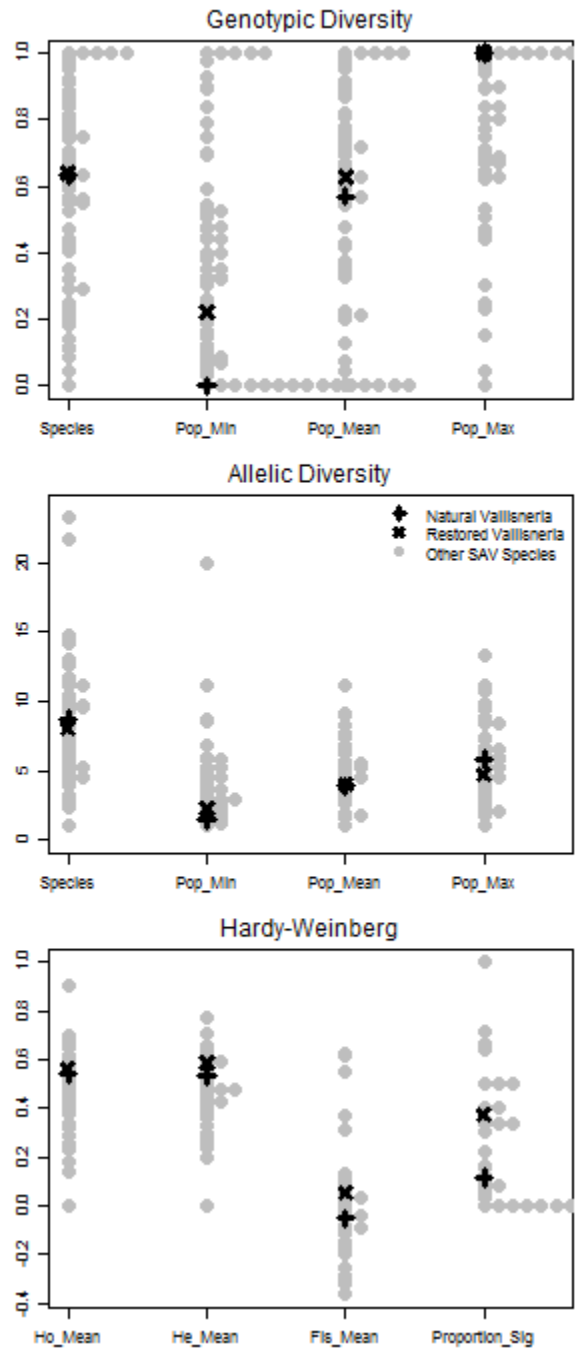 Genotypic Diversity
1.0
0.8
0.6
0.4
0.2
0.0
Species Pop_Min Pop_Mean Pop_Max
Allelic Diversity
Natural Vallisneria
Restored Vallisneria
Other SAV Species
20
15
10
5
0
Species Pop_Min Pop_Mean Pop_Max
Hardy-Weinberg
1.0
0.8
0.6
0.4
0.2
0.0
-0.2
-0.4
Ho_Mean He_Mean Fis_Mean Proportion_Sig